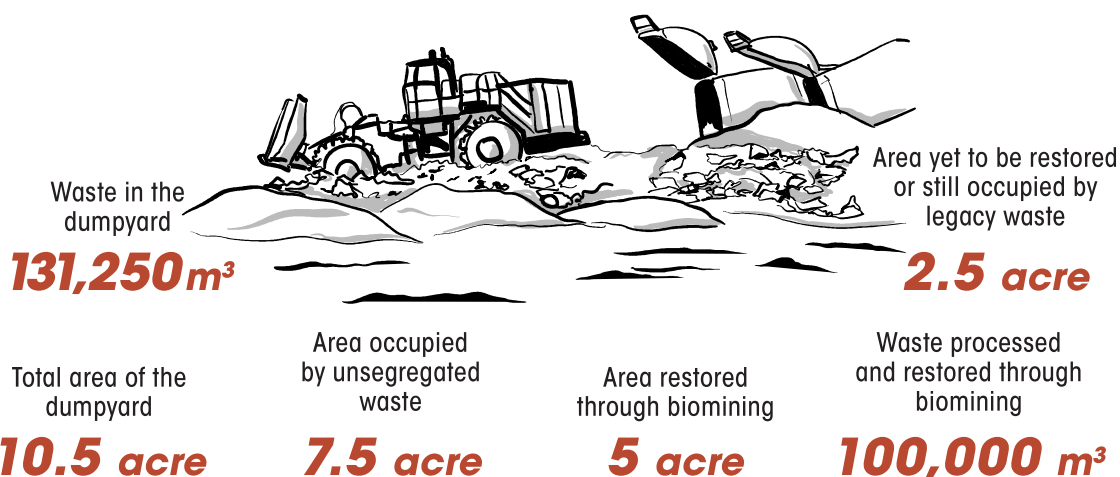 Waste in the
dumpyard
131,250 m³
Area yet to be restored
or still occupied by
legacy waste
2.5 acre
Total area of the
dumpyard
10.5 acre
Area occupied
by unsegregated
waste
7.5 acre
Area restored
through biomining
5 acre
Waste processed
and restored through
biomining
100,000 m³